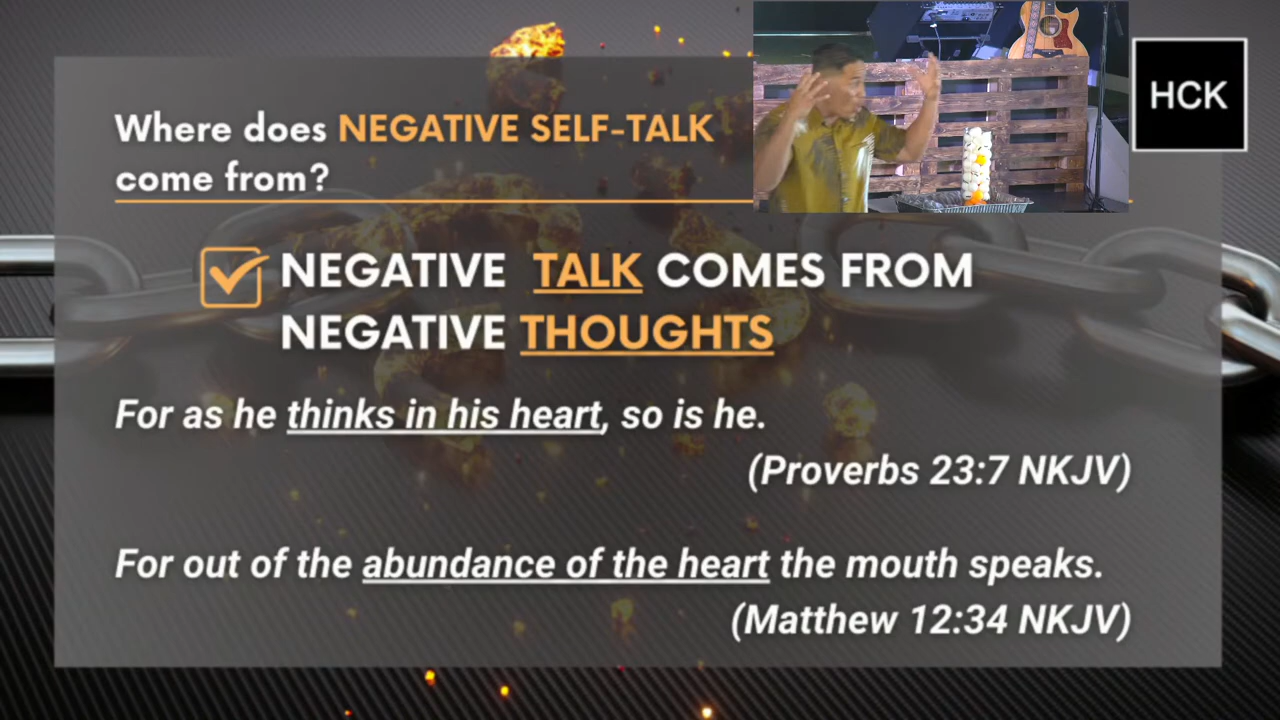 Where does NEGATIVE SELF-TALK
come from?
HCK
NEGATIVE TALK COMES FROM
NEGATIVE THOUGHTS
For as he thinks in his heart, so is he.
(Proverbs 23:7 NKJV)
For out of the abundance of the heart the mouth speaks.
(Matthew 12:34 NKJV)